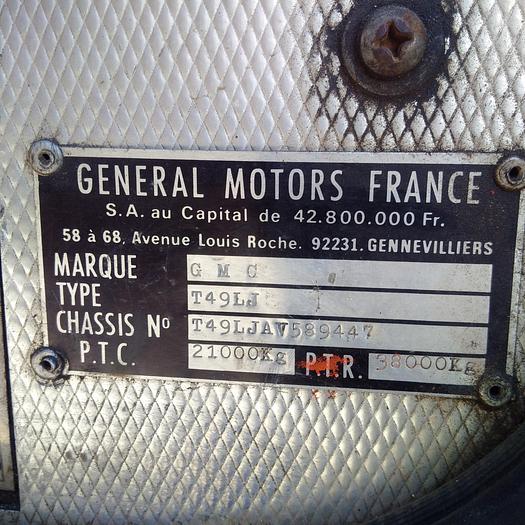 GENERAL MOTORS FRANCE
S.A. au Capital de 42.800.000 Fr.
58 à 68, Avenue Louis Roche. 92231. GENNEVILLIERS
MARQUE G M C
TYPE T49LJ
CHASSIS Nº T49LJAV589447
P.T.C. 21000Kg P.T.R. 38000Kg